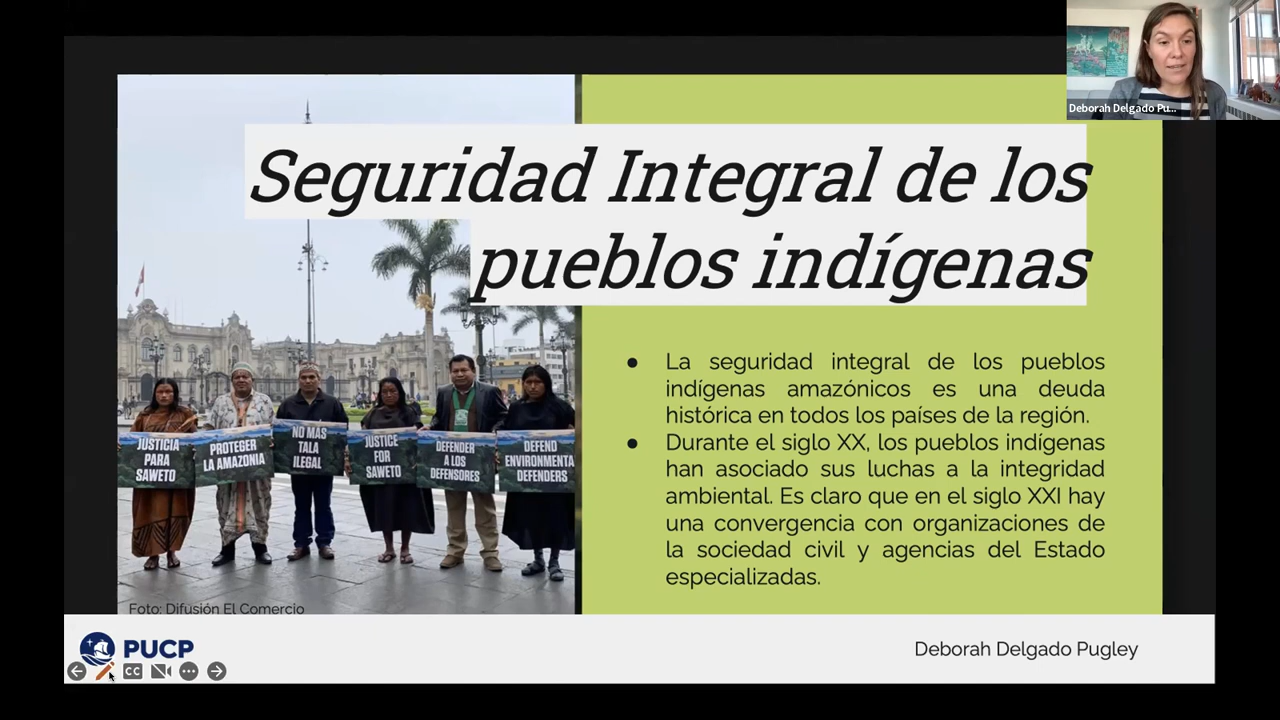 Deborah Delgado Pu...
Seguridad Integral de los
pueblos indígenas
JUSTICIA
PARA
SAWETO
PROTEGER
LA AMAZONIA
NO MAS
TALA
ILEGAL
JUSTICE
FOR
SAWETO
DEFENDER
A LOS
DEFENSORES
DEFEND
ENVIRONMENTA
DEFENDERS
Foto: Difusión El Comercio
● La seguridad integral de los pueblos
indígenas amazónicos es una deuda
histórica en todos los países de la región.
● Durante el siglo XX, los pueblos indígenas
han asociado sus luchas a la integridad
ambiental. Es claro que en el siglo XXI hay
una convergencia con organizaciones de
la sociedad civil y agencias del Estado
especializadas.
PUCP
CC
Deborah Delgado Pugley